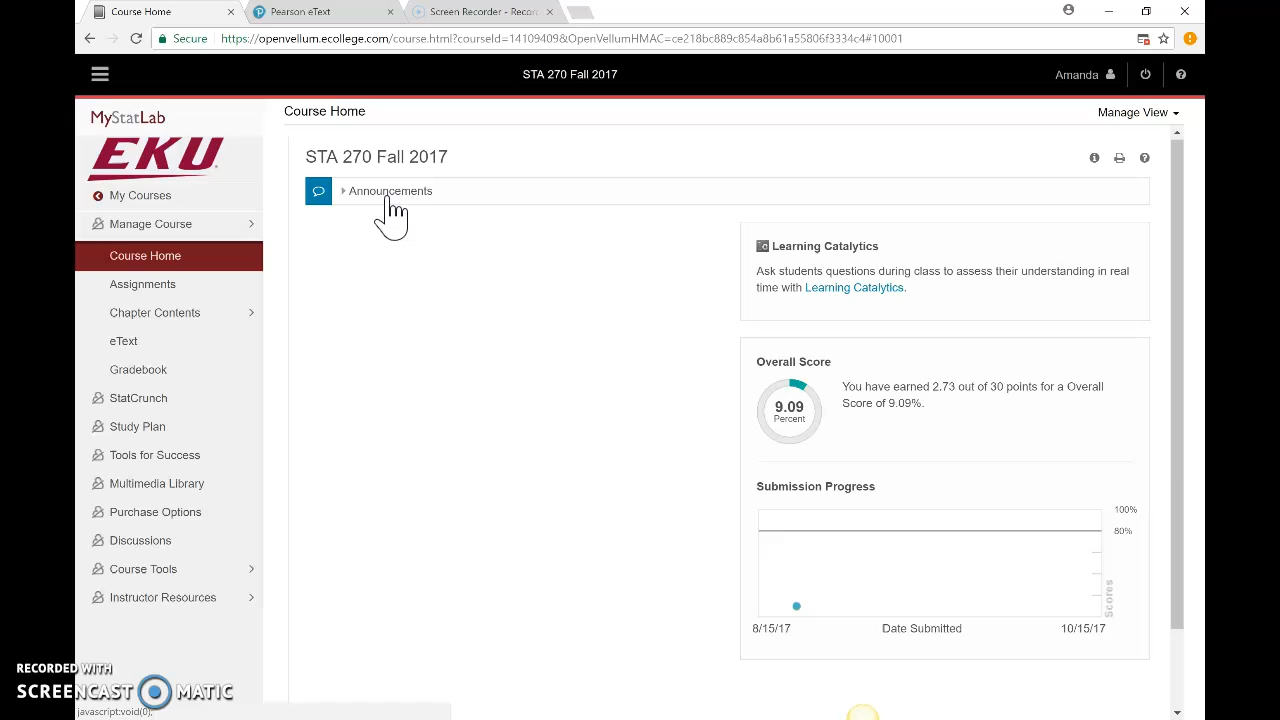 Course Home
Pearson eText
Screen Recorder - Recor
Secure
https://openvellum.ecollege.com/course.html?courseId=14109409&OpenVellumHMAC=ce218bc889c854a8b61a55806f3334c4#10001
STA 270 Fall 2017
Amanda
MyStatLab
EKU
My Courses
Manage Course
Course Home
Assignments
Chapter Contents
eText
Gradebook
StatCrunch
Study Plan
Tools for Success
Multimedia Library
Purchase Options
Discussions
Course Tools
Instructor Resources
Course Home
Manage View
STA 270 Fall 2017
Announcements
Learning Catalytics
Ask students questions during class to assess their understanding in real
time with Learning Catalytics.
Overall Score
9.09
Percent
You have earned 2.73 out of 30 points for a Overall
Score of 9.09%.
Submission Progress
100%
80%
Scores
8/15/17
Date Submitted
10/15/17
RECORDED WITH
SCREENCAST MATIC
javascript:void(0);